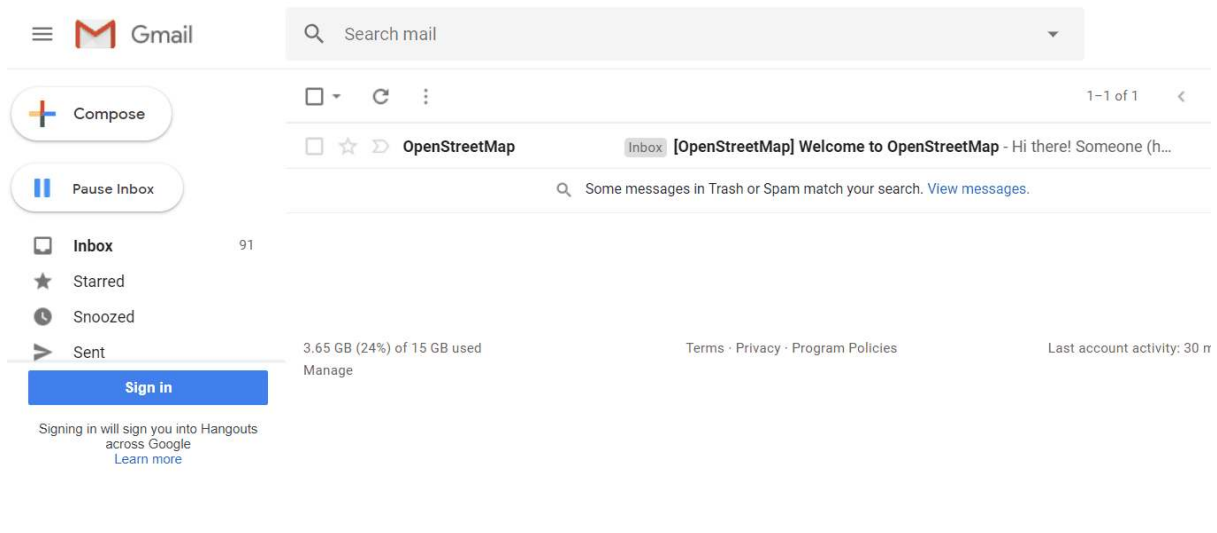 Gmail
Search mail
Compose
1–1 of 1
OpenStreetMap Inbox [OpenStreetMap] Welcome to OpenStreetMap - Hi there! Someone (h...
Pause Inbox
Some messages in Trash or Spam match your search. View messages.
Inbox 91
Starred
Snoozed
Sent
3.65 GB (24%) of 15 GB used
Manage
Terms · Privacy · Program Policies
Last account activity: 30 m
Sign in
Signing in will sign you into Hangouts
across Google
Learn more